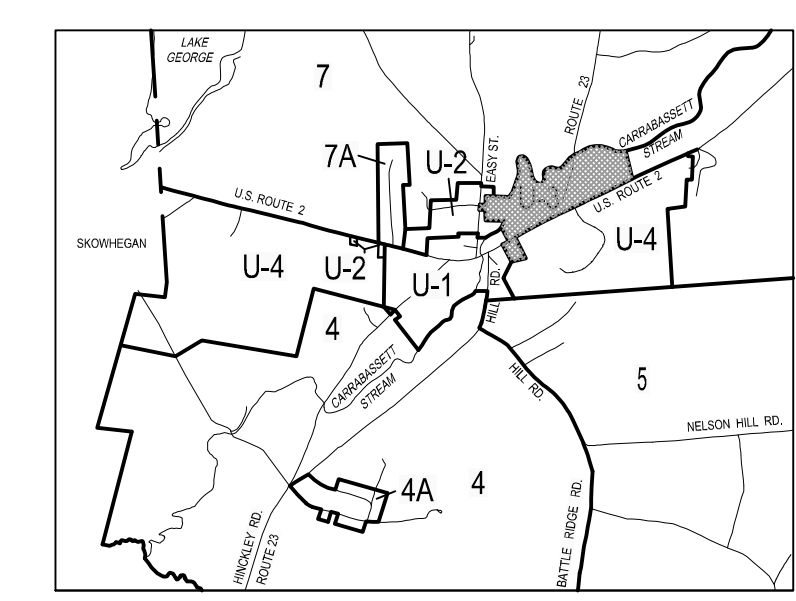 LAKE
GEORGE
7
ROUTE 23
CARRABASSETT
STREAM
EASY ST.
7A
U-2
U-3
U.S. ROUTE 2
U.S. ROUTE 2
SKOWHEGAN
U-4
U-2
U-1
U-4
HILL RD.
4
CARRABASSETT
STREAM
HILL RD.
5
NELSON HILL RD.
4A
4
HINCKLEY RD.
ROUTE 23
BATTLE RIDGE RD.